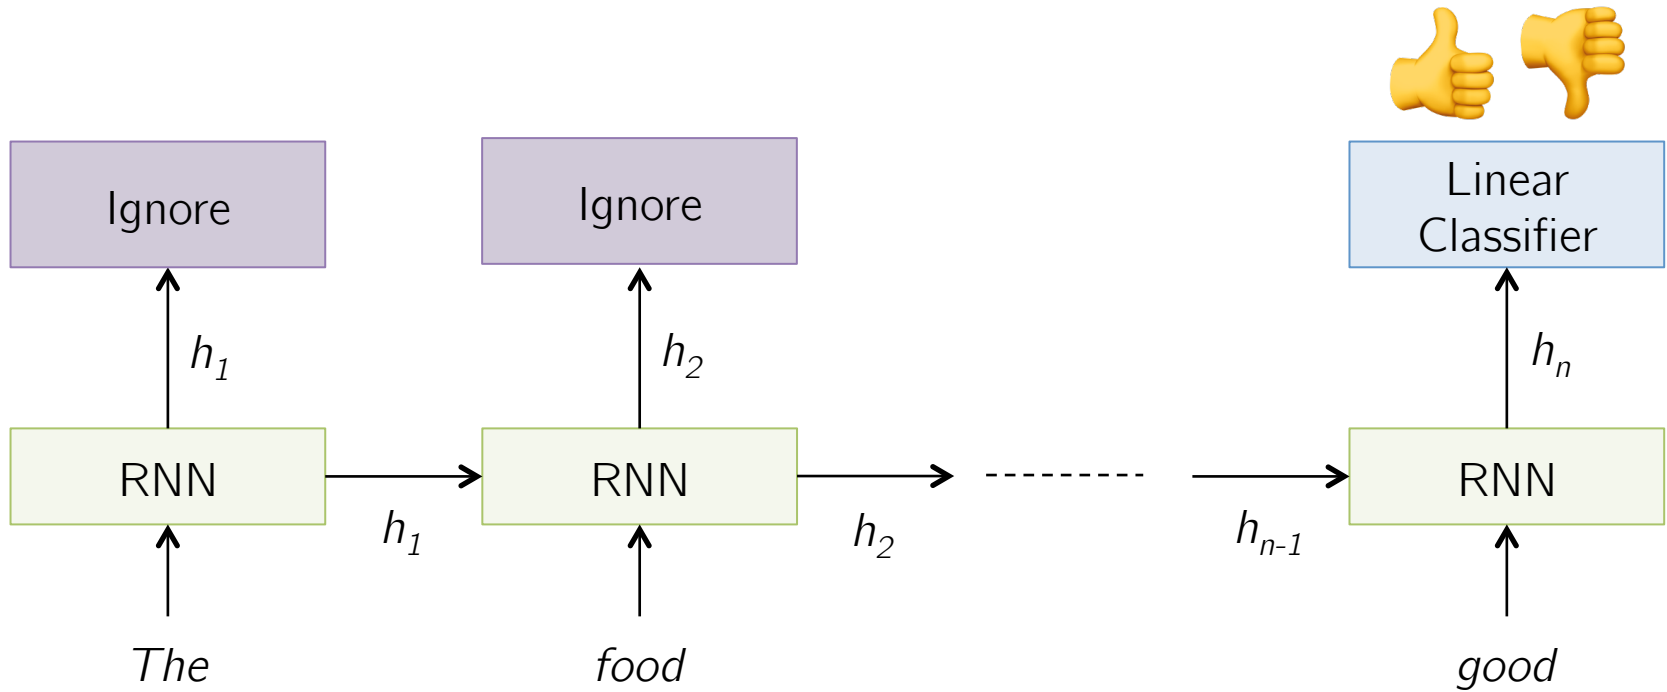 Ignore
Ignore
Linear
Classifier
h1
h2
hn
RNN
RNN
RNN
h1
h2
hn-1
The
food
good